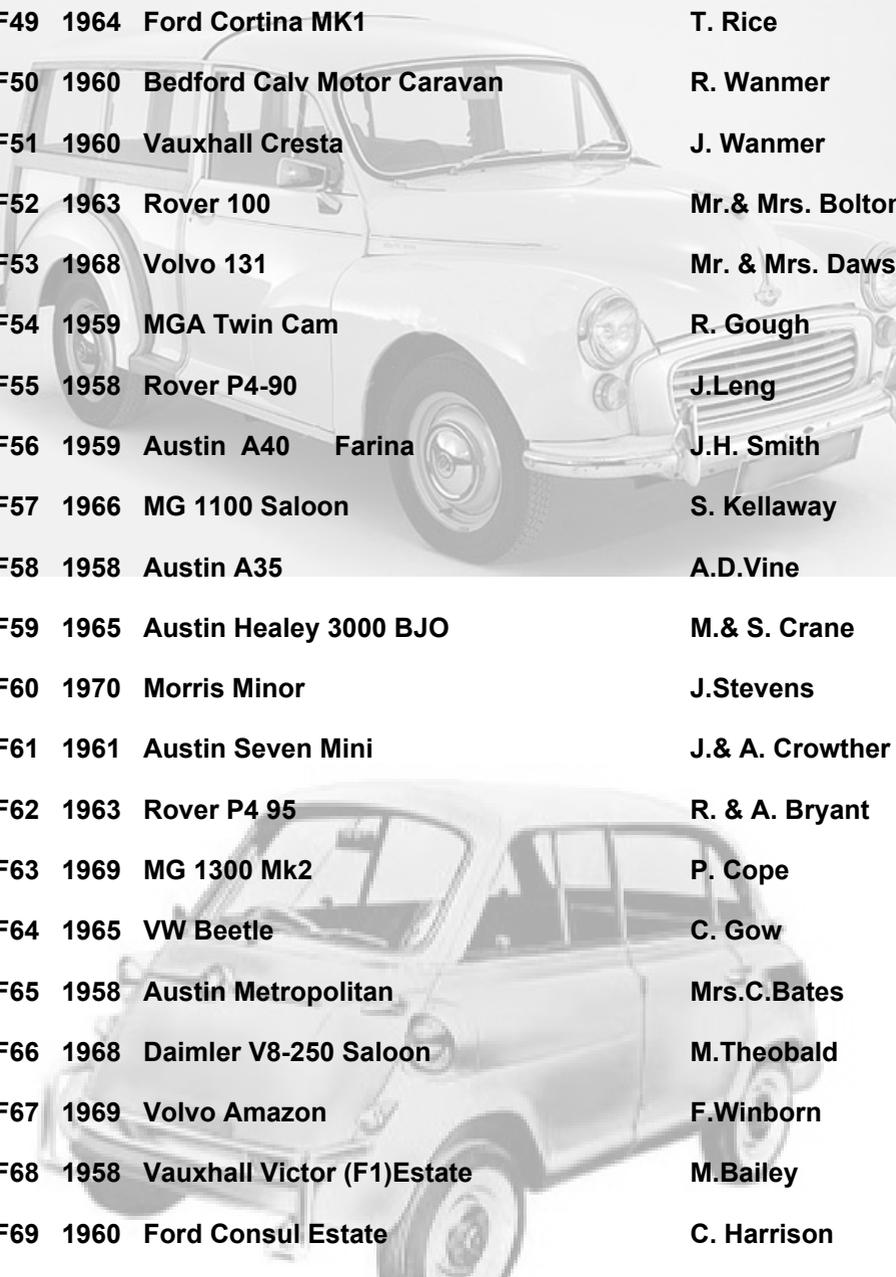 F49 1964 Ford Cortina MK1 T. Rice
F50 1960 Bedford Calv Motor Caravan R. Wanmer
F51 1960 Vauxhall Cresta J. Wanmer
F52 1963 Rover 100 Mr.& Mrs. Bolton
F53 1968 Volvo 131 Mr. & Mrs. Daws
F54 1959 MGA Twin Cam R. Gough
F55 1958 Rover P4-90 J.Leng
F56 1959 Austin A40 Farina J.H. Smith
F57 1966 MG 1100 Saloon S. Kellaway
F58 1958 Austin A35 A.D.Vine
F59 1965 Austin Healey 3000 BJO M.& S. Crane
F60 1970 Morris Minor J.Stevens
F61 1961 Austin Seven Mini J.& A. Crowther
F62 1963 Rover P4 95 R. & A. Bryant
F63 1969 MG 1300 Mk2 P. Cope
F64 1965 VW Beetle C. Gow
F65 1958 Austin Metropolitan Mrs.C.Bates
F66 1968 Daimler V8-250 Saloon M.Theobald
F67 1969 Volvo Amazon F.Winborn
F68 1958 Vauxhall Victor (F1)Estate M.Bailey
F69 1960 Ford Consul Estate C. Harrison